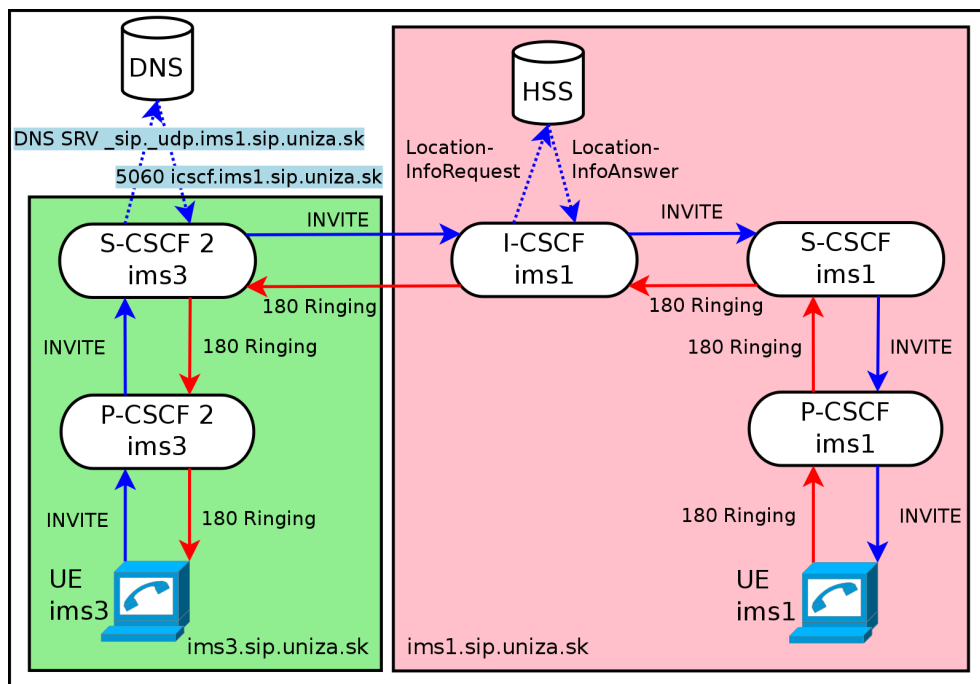 DNS
DNS SRV _sip._udp.ims1.sip.uniza.sk
5060 icscf.ims1.sip.uniza.sk
HSS
Location-
InfoRequest
Location-
InfoAnswer
INVITE
INVITE
S-CSCF 2
ims3
I-CSCF
ims1
S-CSCF
ims1
180 Ringing
180 Ringing
INVITE
180 Ringing
180 Ringing
INVITE
P-CSCF 2
ims3
P-CSCF
ims1
INVITE
180 Ringing
180 Ringing
INVITE
UE
ims3
UE
ims1
ims3.sip.uniza.sk
ims1.sip.uniza.sk